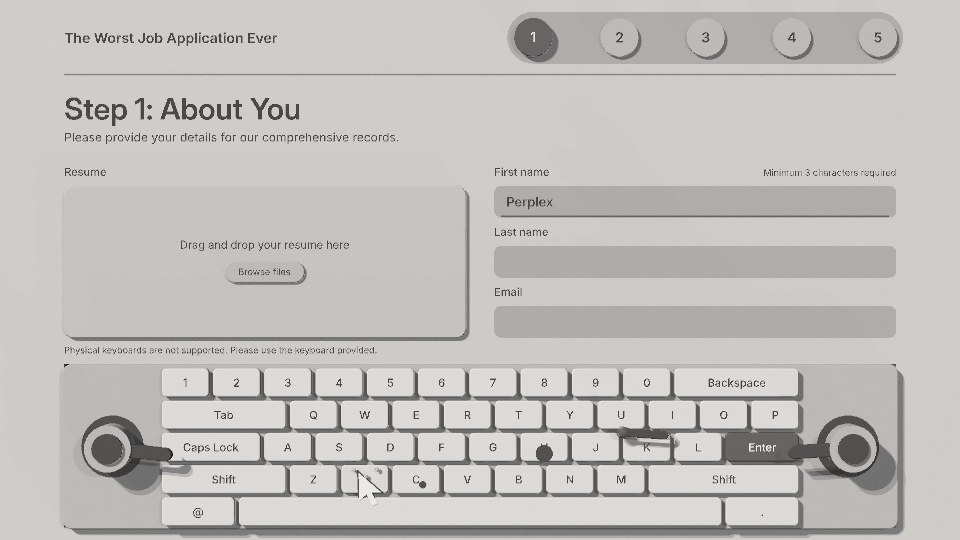 The Worst Job Application Ever
1 2 3 4 5
Step 1: About You
Please provide your details for our comprehensive records.
Resume
Drag and drop your resume here
Browse files
First name
Minimum 3 characters required
Perplex
Last name
Email
Physical keyboards are not supported. Please use the keyboard provided.
1 2 3 4 5 6 7 8 9 0 Backspace
Tab Q W E R T Y U I O P
Caps Lock A S D F G J K L Enter
Shift Z C V B N M Shift
@ .